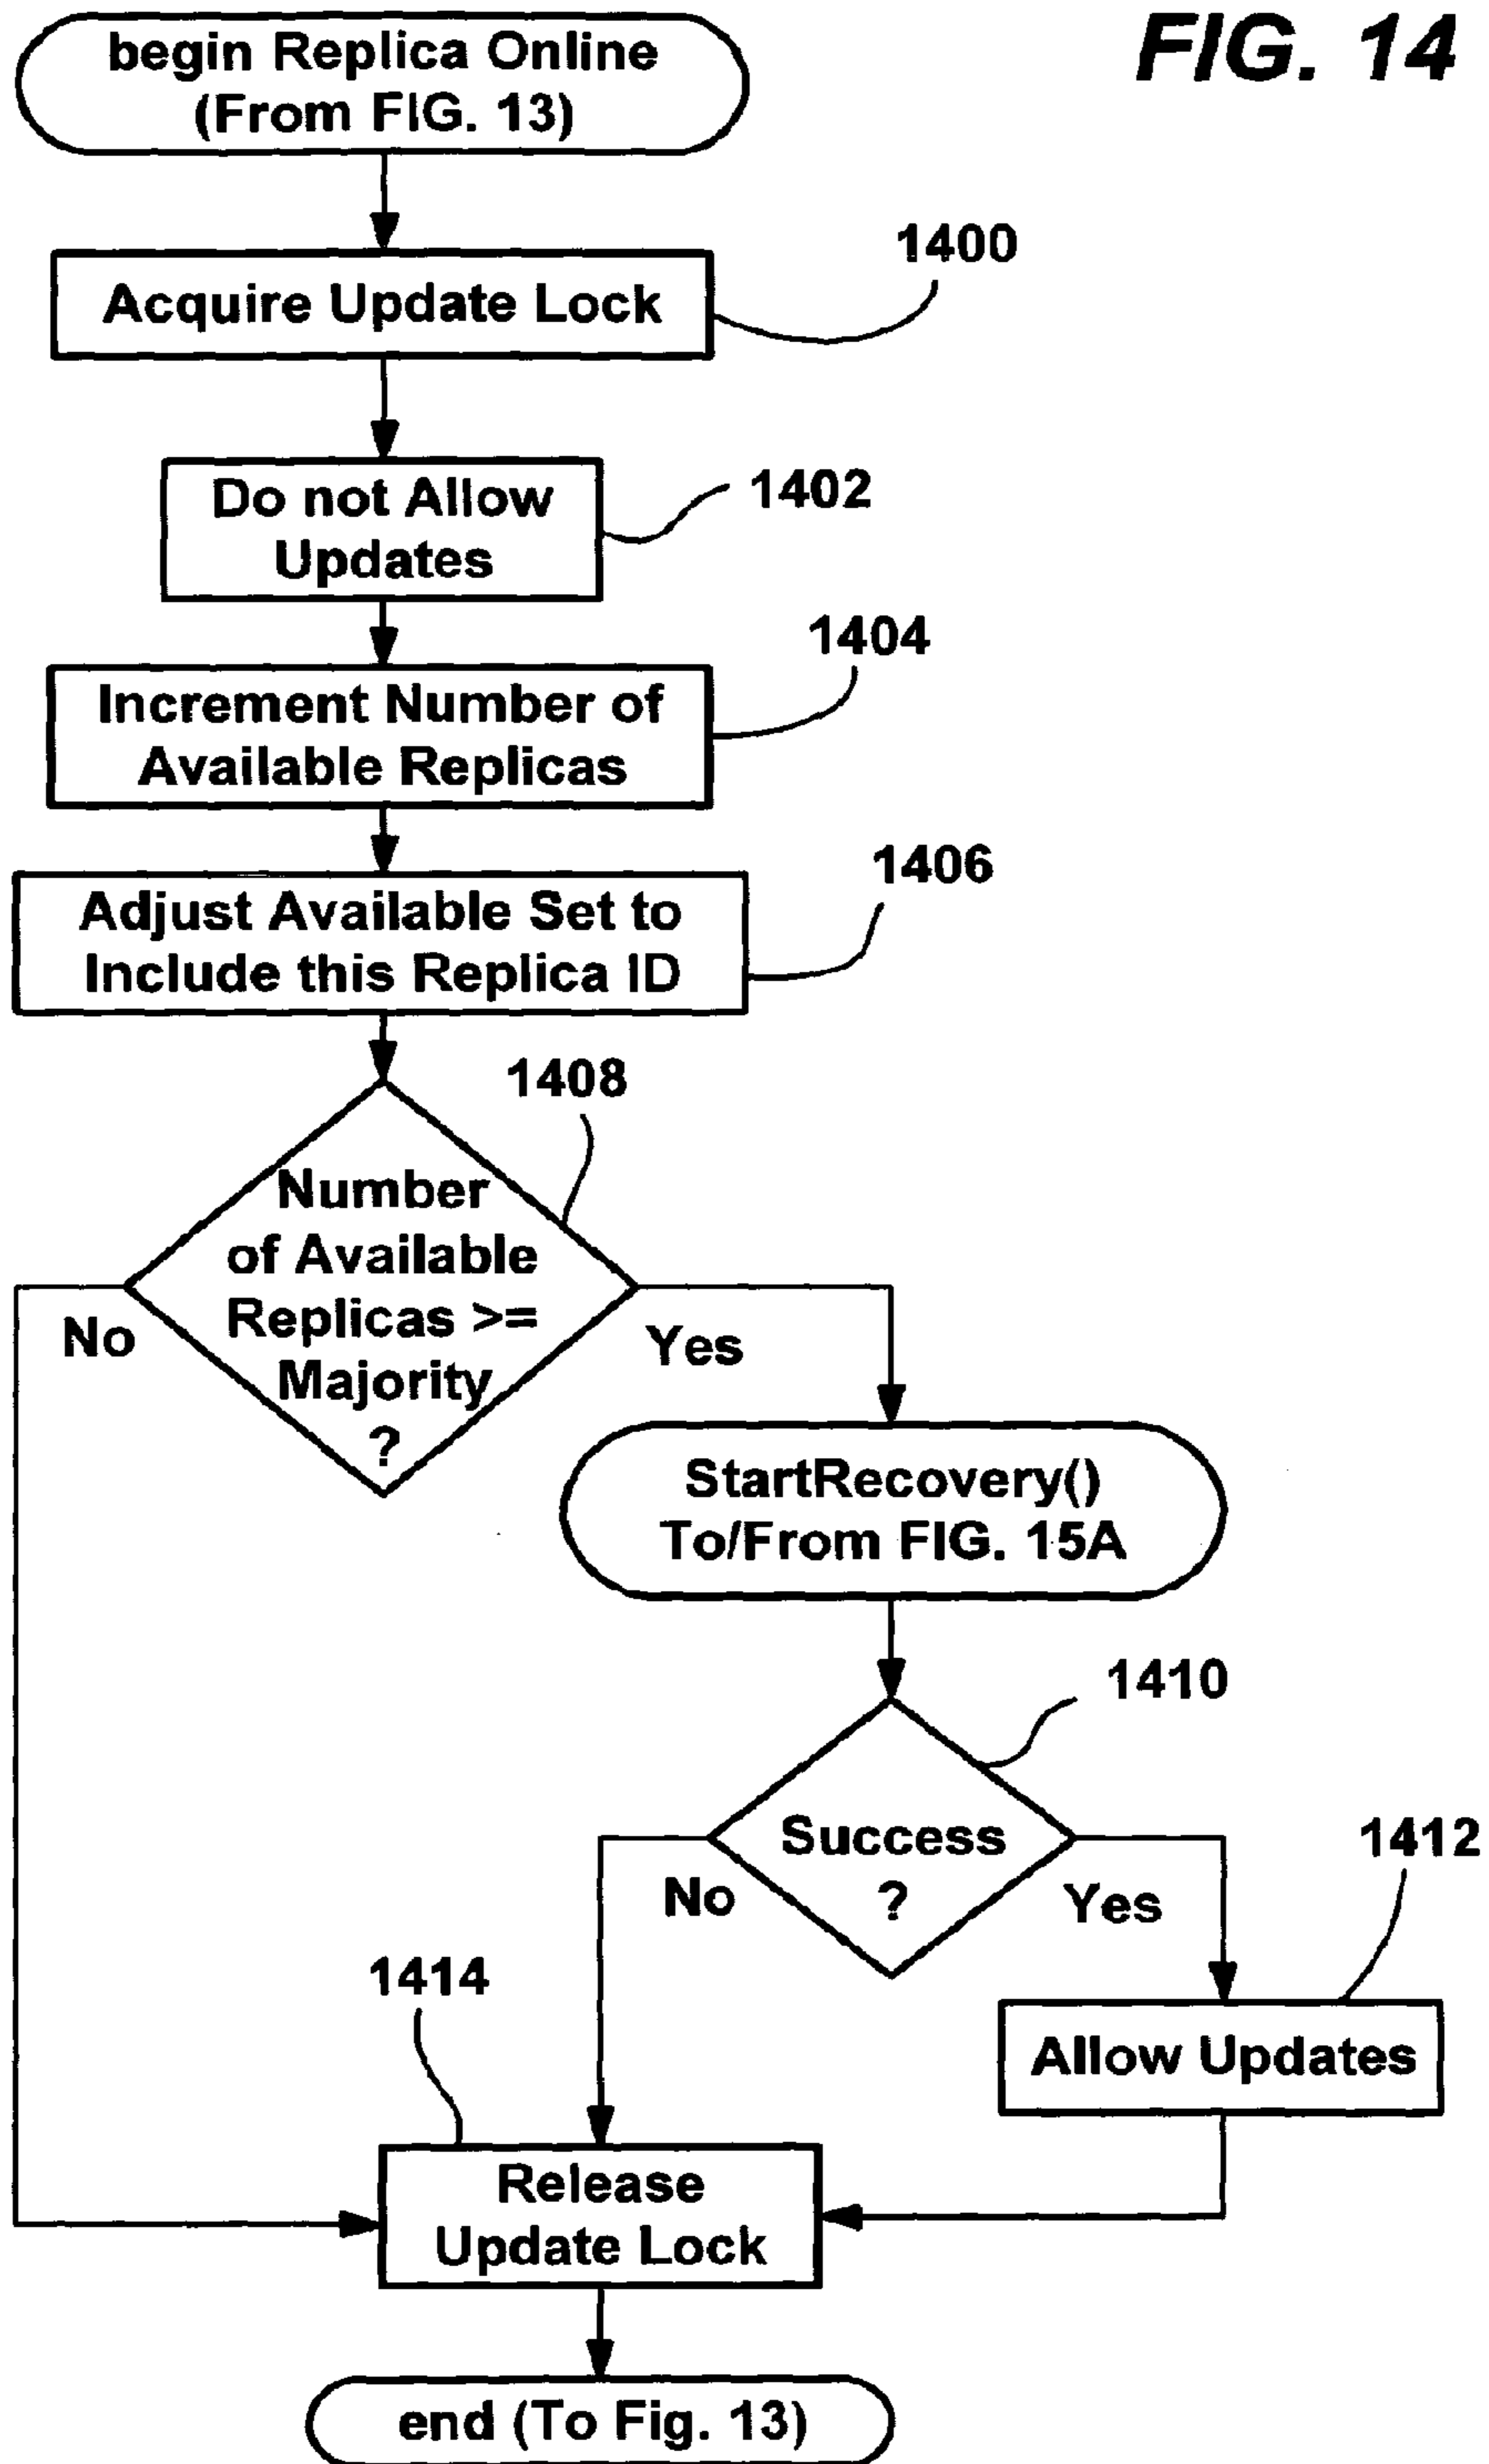 FIG. 14
begin Replica Online
(From FIG. 13)
1400
Acquire Update Lock
1402
Do not Allow
Updates
1404
Increment Number of
Available Replicas
1406
Adjust Available Set to
Include this Replica ID
1408
Number
of Available
Replicas >=
Majority
?
No
Yes
StartRecovery()
To/From FIG. 15A
1410
Success
?
No
Yes
1412
Allow Updates
1414
Release
Update Lock
end (To Fig. 13)